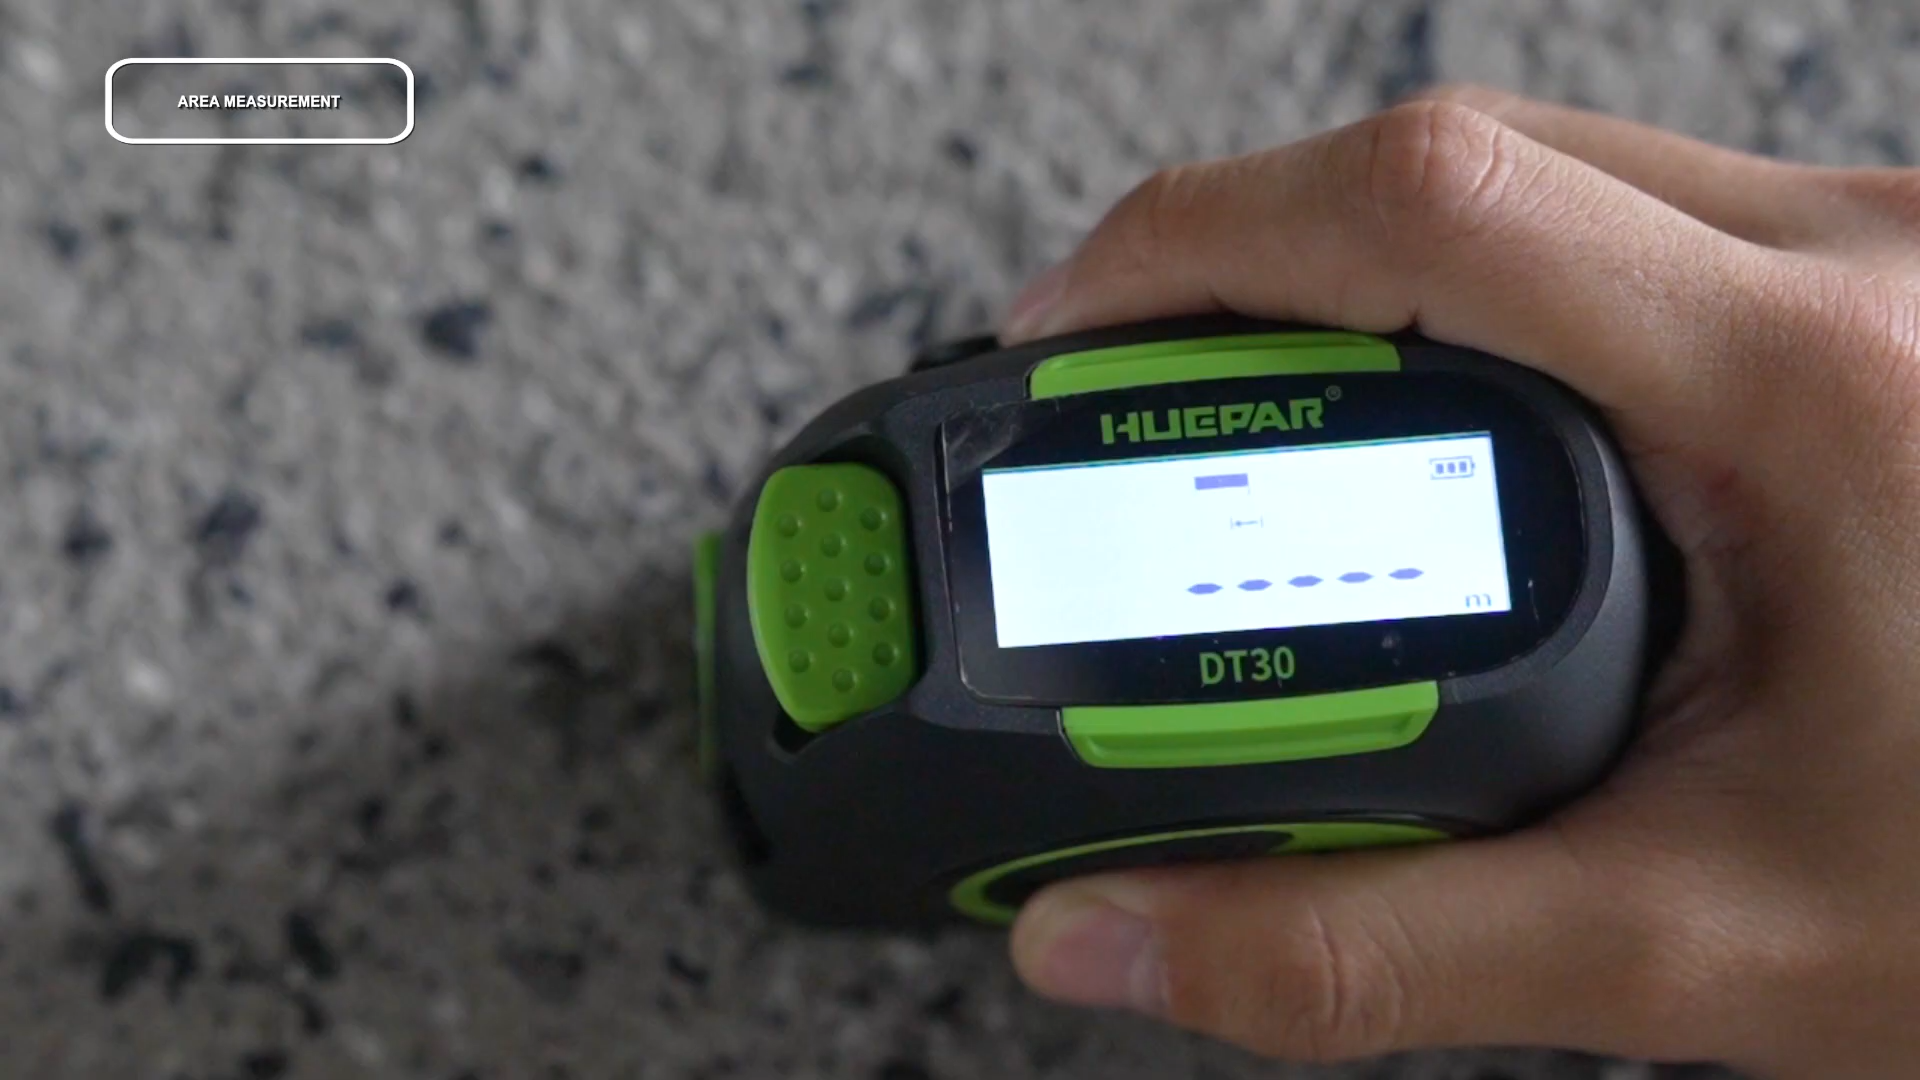 AREA MEASUREMENT
HUEPAR®
- - - - -
m
DT30